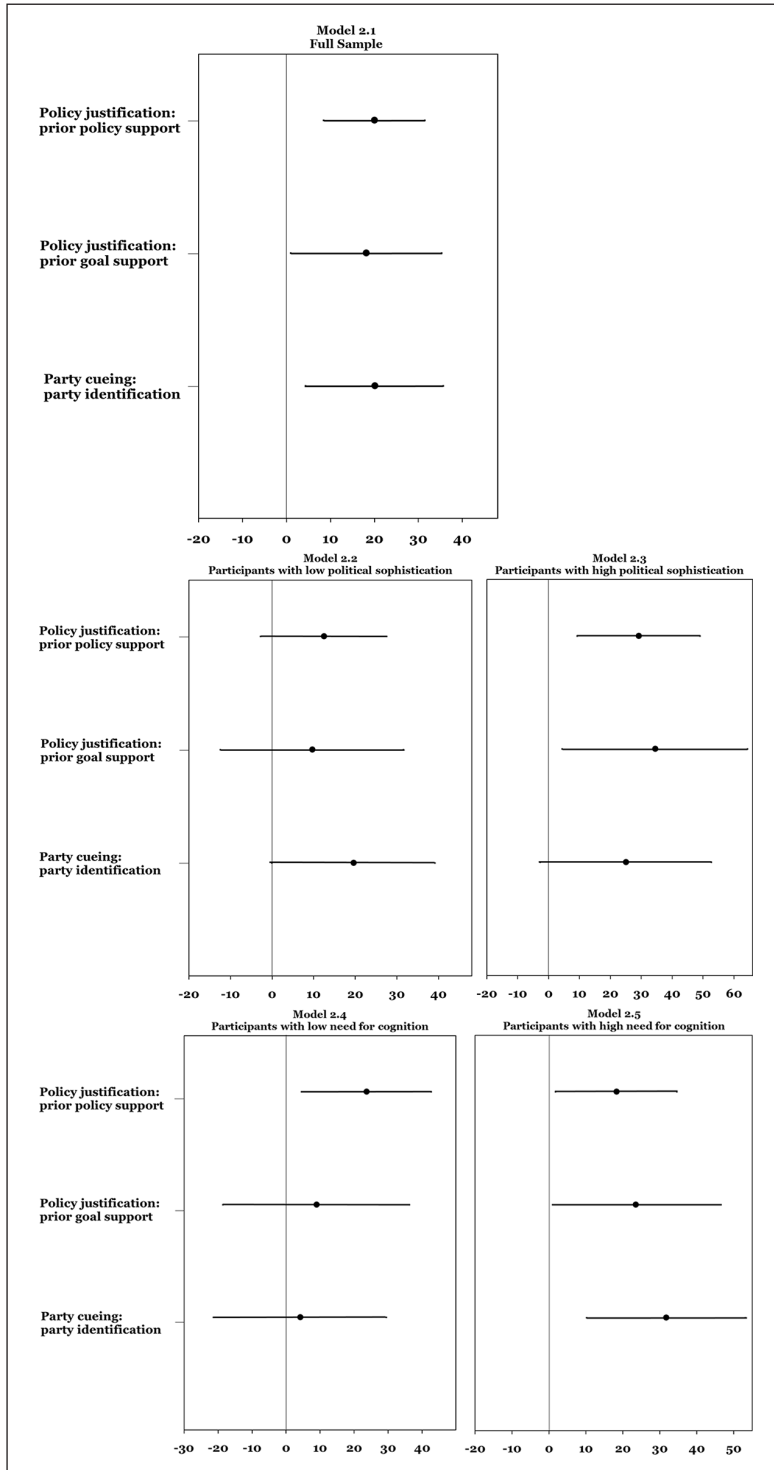 Model 2.1
Full Sample
Policy justification:
prior policy support
Policy justification:
prior goal support
Party cueing:
party identification
-20 -10 0 10 20 30 40
Model 2.2
Participants with low political sophistication
Policy justification:
prior policy support
Policy justification:
prior goal support
Party cueing:
party identification
-20 -10 0 10 20 30 40
Model 2.3
Participants with high political sophistication
-20 -10 0 10 20 30 40 50 60
Model 2.4
Participants with low need for cognition
Policy justification:
prior policy support
Policy justification:
prior goal support
Party cueing:
party identification
-30 -20 -10 0 10 20 30 40
Model 2.5
Participants with high need for cognition
-20 -10 0 10 20 30 40 50